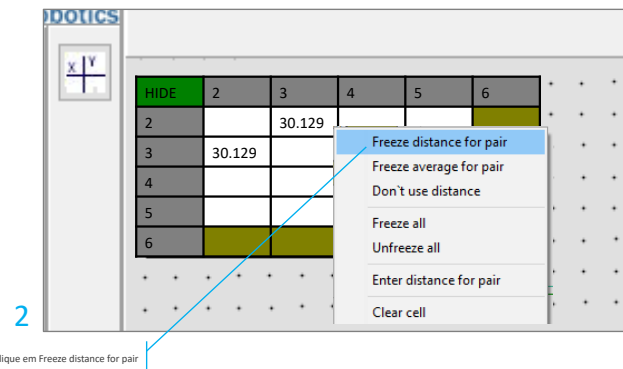 obotics
X Y
HIDE 2 3 4 5 6
2 30.129
3 30.129
4
5
6
Freeze distance for pair
Freeze average for pair
Don`t use distance
Freeze all
Unfreeze all
Enter distance for pair
Clear cell
2
lique em Freeze distance for pair